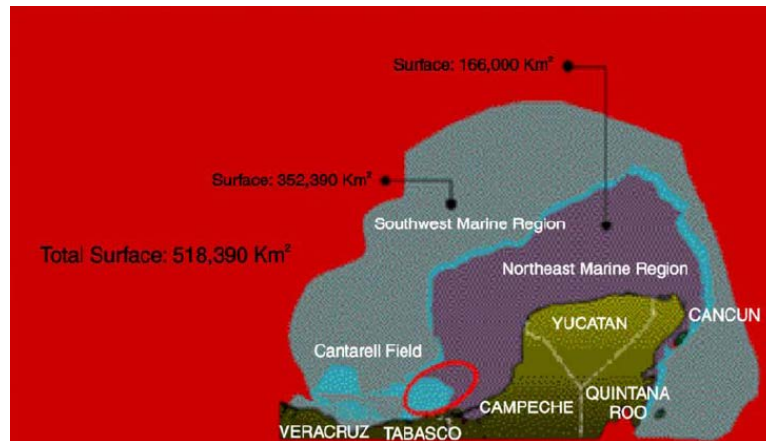 Surface: 166,000 Km²
Surface: 352,390 Km²
Southwest Marine Region
Total Surface: 518,390 Km²
Northeast Marine Region
YUCATAN
CANCUN
Cantarell Field
QUINTANA
ROO
CAMPECHE
VERACRUZ
TABASCO